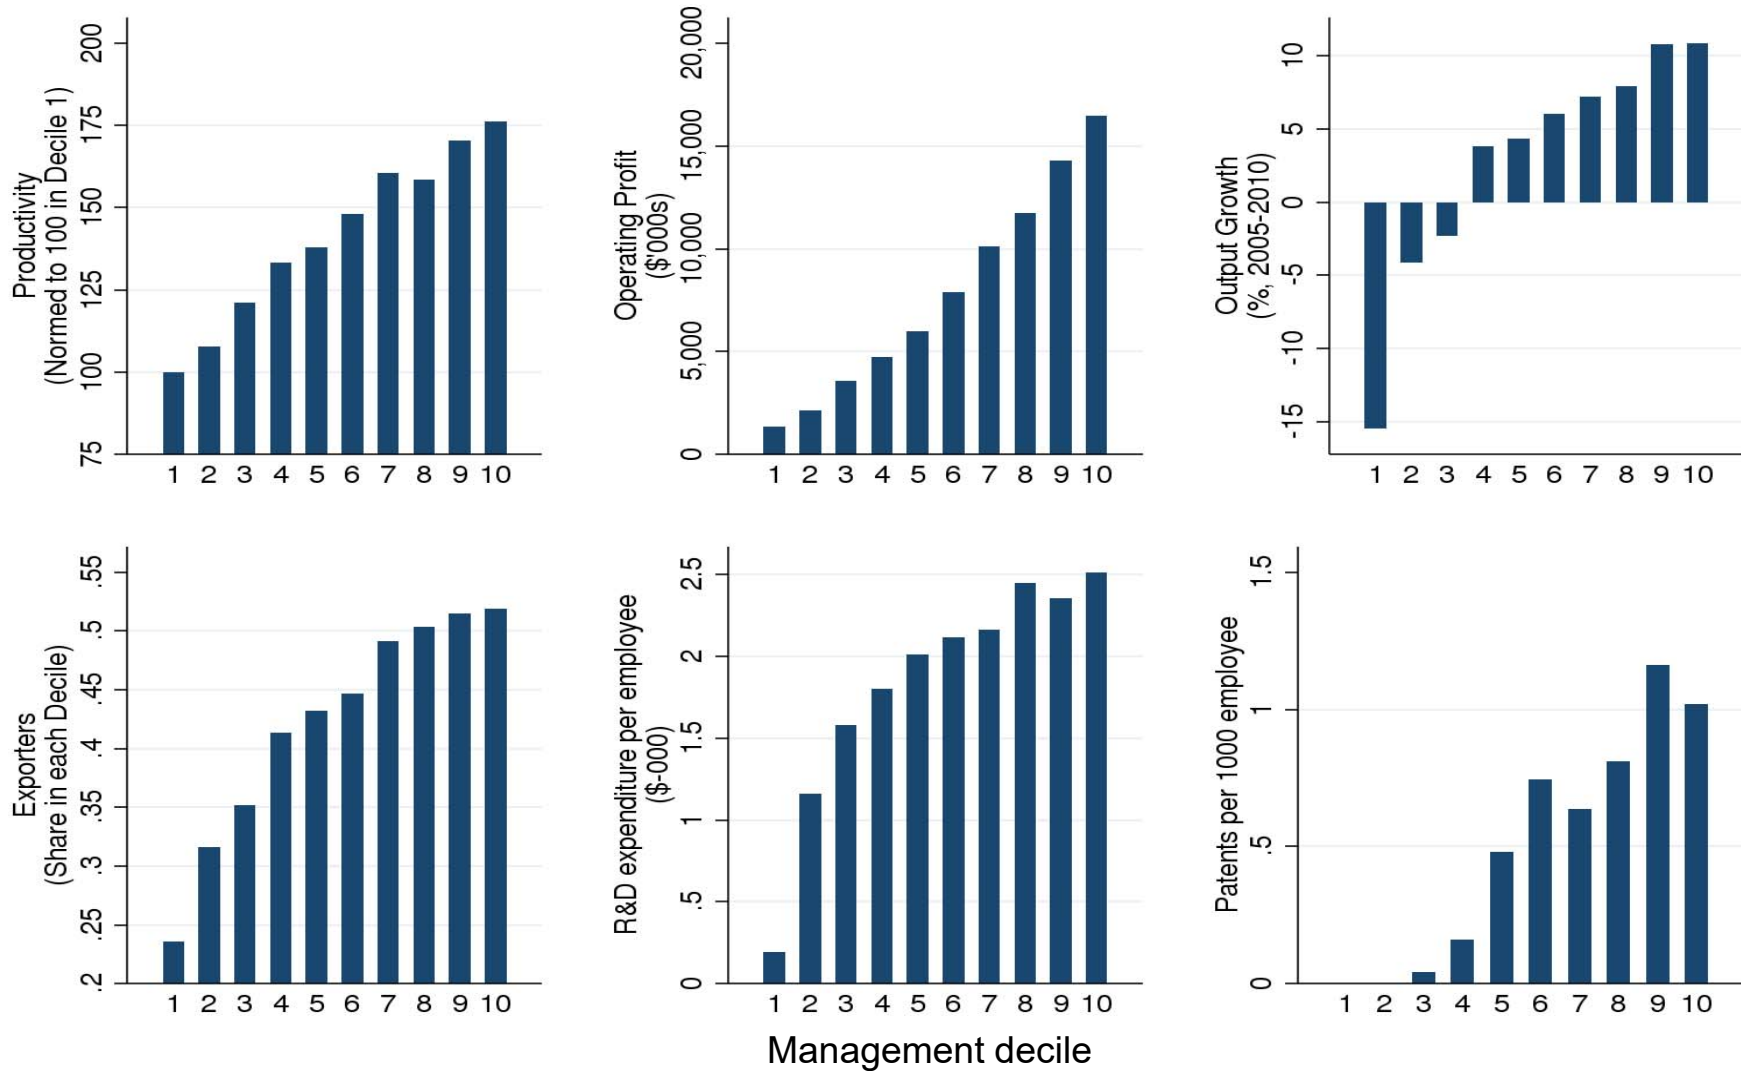 Productivity
(Normed to 100 in Decile 1)
200
175
150
125
100
75
1 2 3 4 5 6 7 8 9 10
Operating Profit
($'000s)
20,000
15,000
10,000
5,000
0
1 2 3 4 5 6 7 8 9 10
Output Growth
(%, 2005-2010)
10
5
0
-5
-10
-15
1 2 3 4 5 6 7 8 9 10
Exporters
(Share in each Decile)
.55
.5
.45
.4
.35
.3
.25
.2
1 2 3 4 5 6 7 8 9 10
R&D expenditure per employee
($-000)
2.5
2
1.5
1
.5
0
1 2 3 4 5 6 7 8 9 10
Patents per 1000 employee
1.5
1
.5
0
1 2 3 4 5 6 7 8 9 10
Management decile